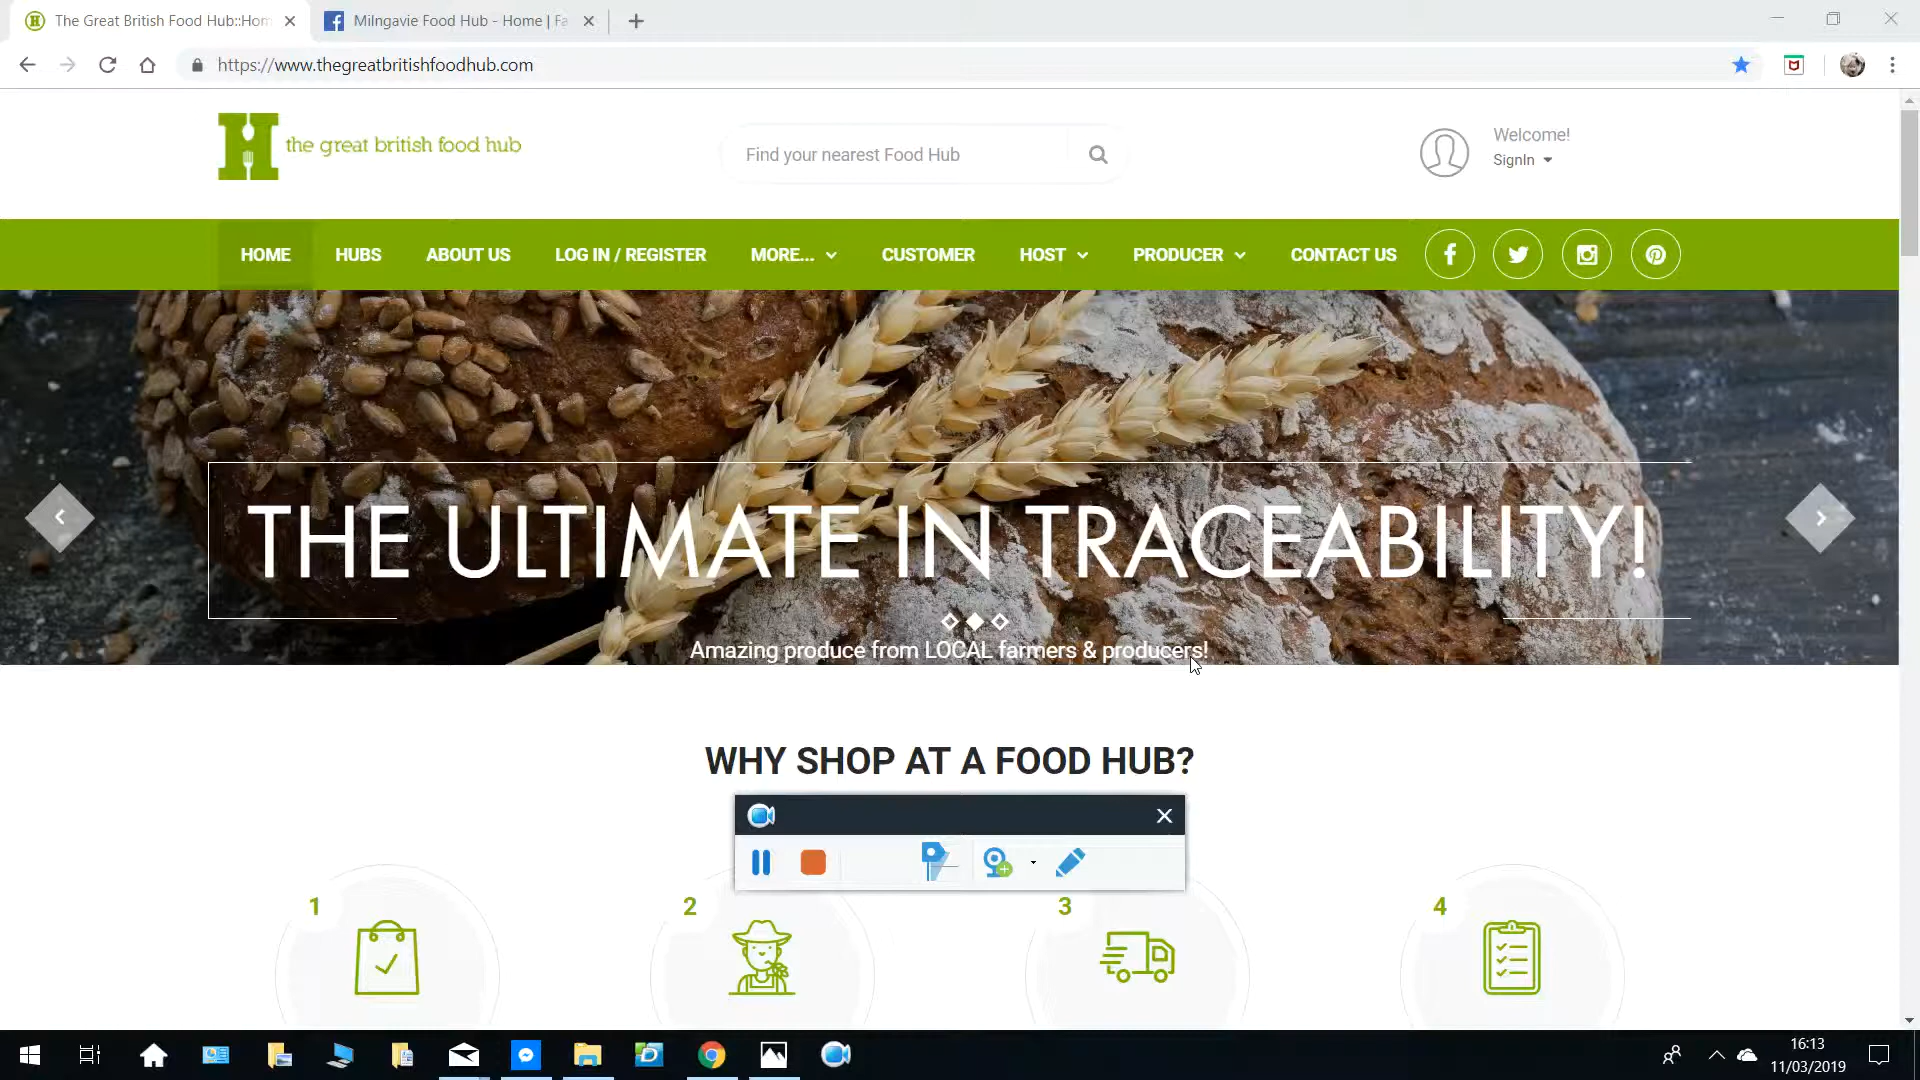 The Great British Food Hub::Hom
Milngavie Food Hub - Home | Fa
https://www.thegreatbritishfoodhub.com
the great british food hub
Find your nearest Food Hub
Welcome!
SignIn
HOME HUBS ABOUT US LOG IN / REGISTER MORE... CUSTOMER HOST PRODUCER CONTACT US
THE ULTIMATE IN TRACEABILITY!
Amazing produce from LOCAL farmers & producers!
WHY SHOP AT A FOOD HUB?
1 2 3 4
16:13
11/03/2019